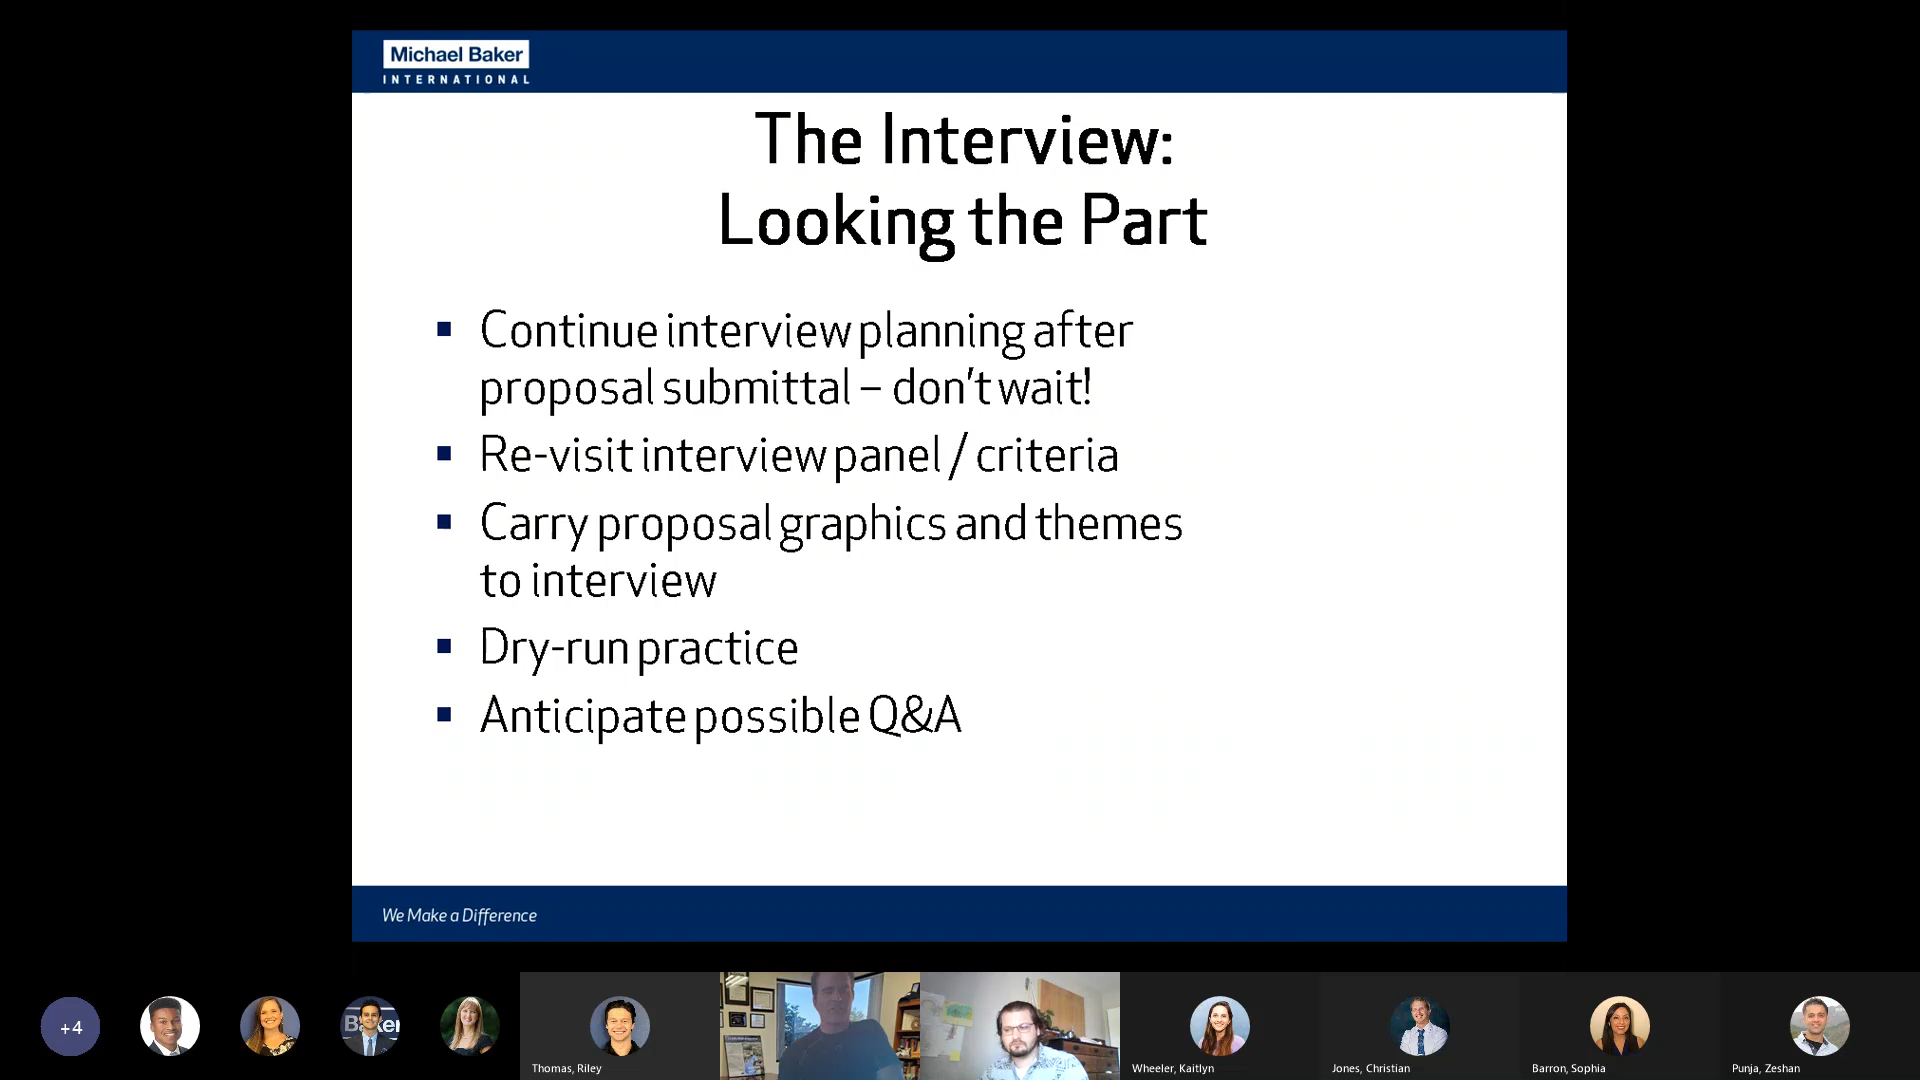 Michael Baker
INTERNATIONAL
The Interview:
Looking the Part
Continue interview planning after
proposal submittal – don't wait!
Re-visit interview panel / criteria
Carry proposal graphics and themes
to interview
Dry-run practice
Anticipate possible Q&A
We Make a Difference
+4
Baker
Thomas, Riley
Wheeler, Kaitlyn
Jones, Christian
Barron, Sophia
Punja, Zeshan